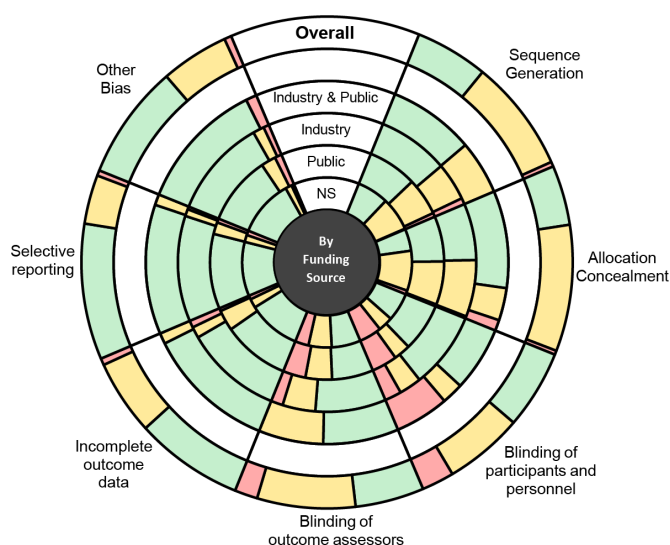 Overall
Industry & Public
Industry
Public
NS
By
Funding
Source
Sequence
Generation
Allocation
Concealment
Blinding of
participants and
personnel
Blinding of
outcome assessors
Incomplete
outcome
data
Selective
reporting
Other
Bias